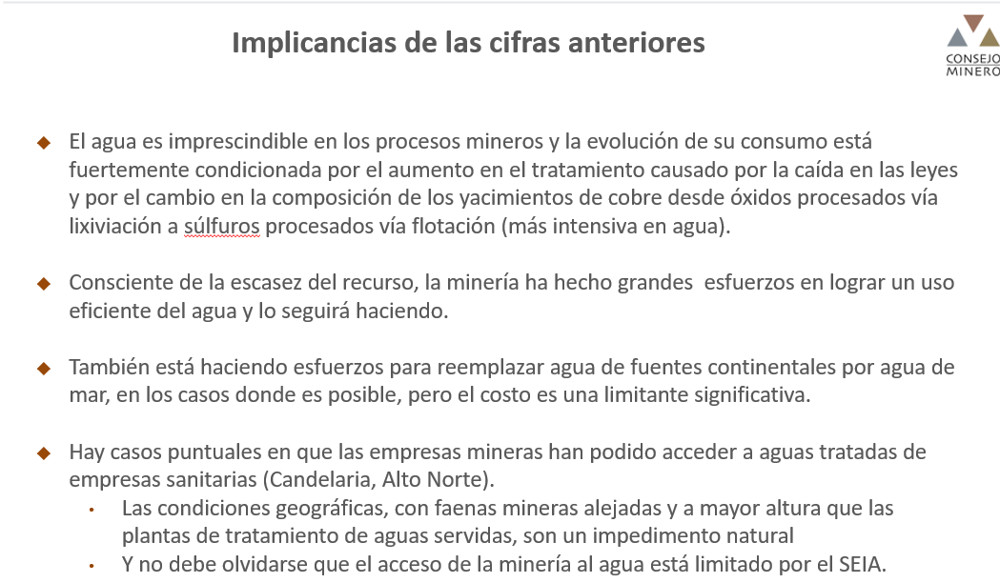 Implicancias de las cifras anteriores
CONSEJO
MINERO
El agua es imprescindible en los procesos mineros y la evolución de su consumo está
fuertemente condicionada por el aumento en el tratamiento causado por la caída en las leyes
y por el cambio en la composición de los yacimientos de cobre desde óxidos procesados vía
lixiviación a súlfuros procesados vía flotación (más intensiva en agua).
Consciente de la escasez del recurso, la minería ha hecho grandes  esfuerzos en lograr un uso
eficiente del agua y lo seguirá haciendo.
También está haciendo esfuerzos para reemplazar agua de fuentes continentales por agua de
mar, en los casos donde es posible, pero el costo es una limitante significativa.
Hay casos puntuales en que las empresas mineras han podido acceder a aguas tratadas de
empresas sanitarias (Candelaria, Alto Norte).
Las condiciones geográficas, con faenas mineras alejadas y a mayor altura que las
plantas de tratamiento de aguas servidas, son un impedimento natural
Y no debe olvidarse que el acceso de la minería al agua está limitado por el SEIA.